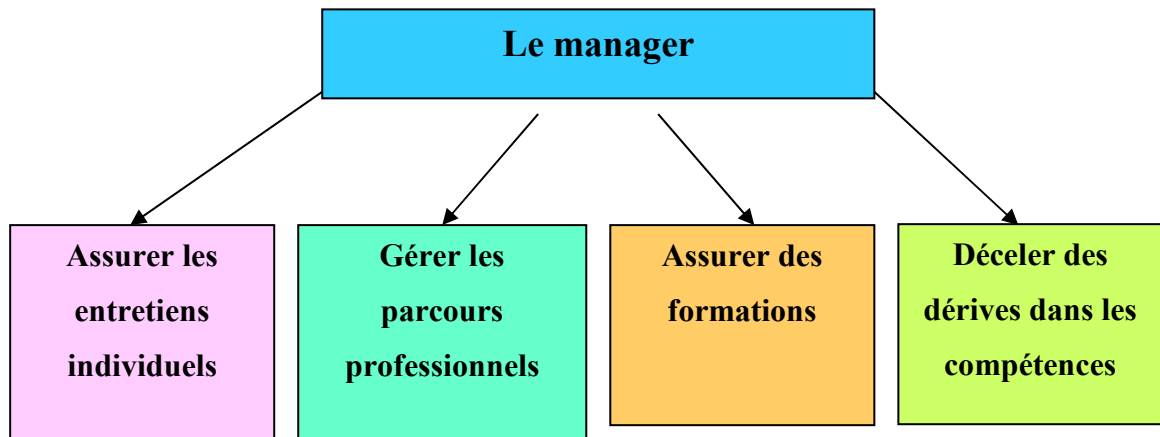 Le manager
Assurer les
entretiens
individuels
Gérer les
parcours
professionnels
Assurer des
formations
Déceler des
dérives dans les
compétences